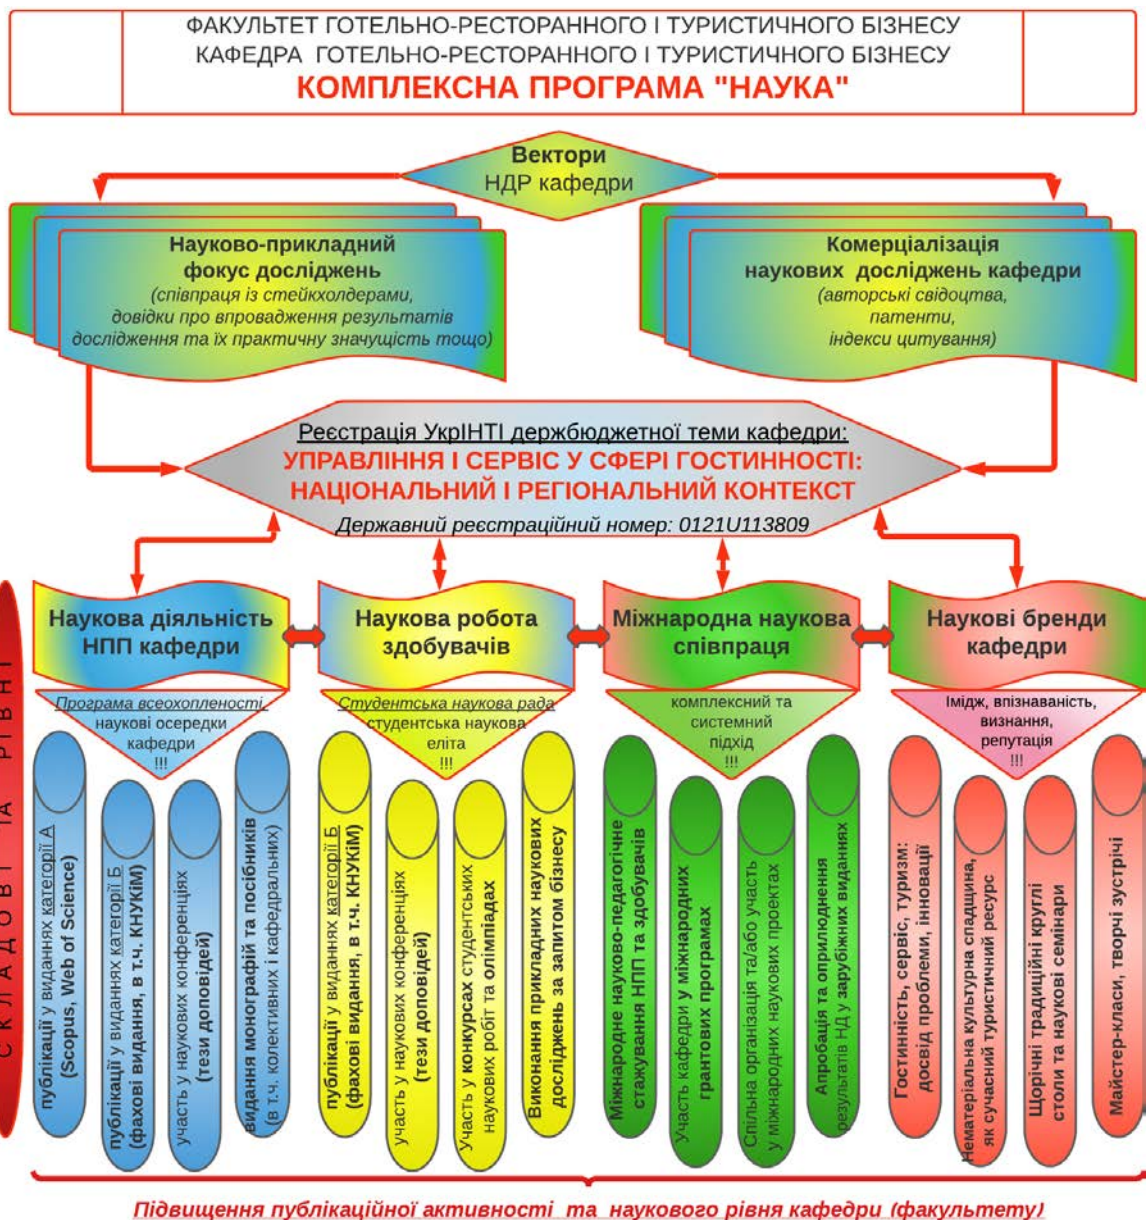 ФАКУЛЬТЕТ ГОТЕЛЬНО-РЕСТОРАННОГО І ТУРИСТИЧНОГО БІЗНЕСУ
КАФЕДРА ГОТЕЛЬНО-РЕСТОРАННОГО І ТУРИСТИЧНОГО БІЗНЕСУ
КОМПЛЕКСНА ПРОГРАМА "НАУКА"
Вектори
НДР кафедри
Науково-прикладний
фокус досліджень
(співпраця із стейкхолдерами,
довідки про впровадження результатів
дослідження та їх практичну значущість тощо)
Комерціалізація
наукових досліджень кафедри
(авторські свідоцтва,
патенти,
індекси цитування)
Реєстрація УкрІНТІ держбюджетної теми кафедри:
УПРАВЛІННЯ І СЕРВІС У СФЕРІ ГОСТИННОСТІ:
НАЦІОНАЛЬНИЙ І РЕГІОНАЛЬНИЙ КОНТЕКСТ
Державний реєстраційний номер: 0121U113809
СКЛАДОВІ ТА РІВНІ
Наукова діяльність
НПП кафедри
Програма всеохопленості,
наукові осередки
кафедри
!!!
публікації у виданнях категорії А
(Scopus, Web of Science)
публікації у виданнях категорії Б
(фахові видання, в т.ч. КНУКіМ)
участь у наукових конференціях
(тези доповідей)
видання монографій та посібників
(в т.ч. колективних і кафедральних)
Наукова робота
здобувачів
Студентська наукова рада
студентська наукова
еліта
!!!
публікації у виданнях категорії Б
(фахові видання, в т.ч. КНУКіМ)
участь у наукових конференціях
(тези доповідей)
Участь у конкурсах студентських
наукових робіт та олімпіадах
Виконання прикладних наукових
досліджень за запитом бізнесу
Міжнародна наукова
співпраця
комплексний та
системний
підхід
!!!
Міжнародне науково-педагогічне
стажування НПП та здобувачів
Участь кафедри у міжнародних
грантових програмах
Спільна організація та/або участь
у міжнародних наукових проектах
Апробація та оприлюднення
результатів НД у зарубіжних виданнях
Наукові бренди
кафедри
Імідж, впізнаваність,
визнання,
репутація
!!!
Гостинність, сервіс, туризм:
досвід проблеми, інновації
Нематеріальна культурна спадщина,
як сучасний туристичний ресурс
Щорічні традиційні круглі
столи та наукові семінари
Майстер-класи, творчі зустрічі
Підвищення публікаційної активності та наукового рівня кафедри (факультету)